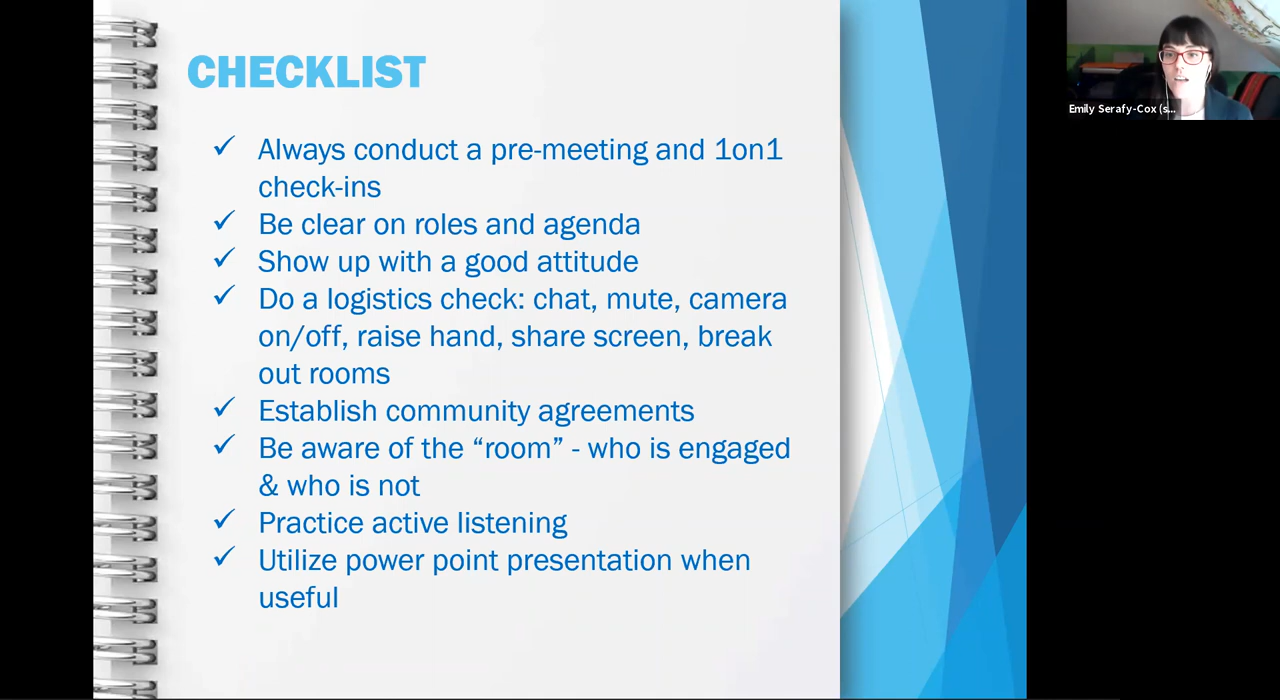 CHECKLIST
✓ Always conduct a pre-meeting and 1on1
check-ins
✓ Be clear on roles and agenda
✓ Show up with a good attitude
✓ Do a logistics check: chat, mute, camera
on/off, raise hand, share screen, break
out rooms
✓ Establish community agreements
✓ Be aware of the “room” - who is engaged
& who is not
✓ Practice active listening
✓ Utilize power point presentation when
useful
Emily Serafy-Cox (s...